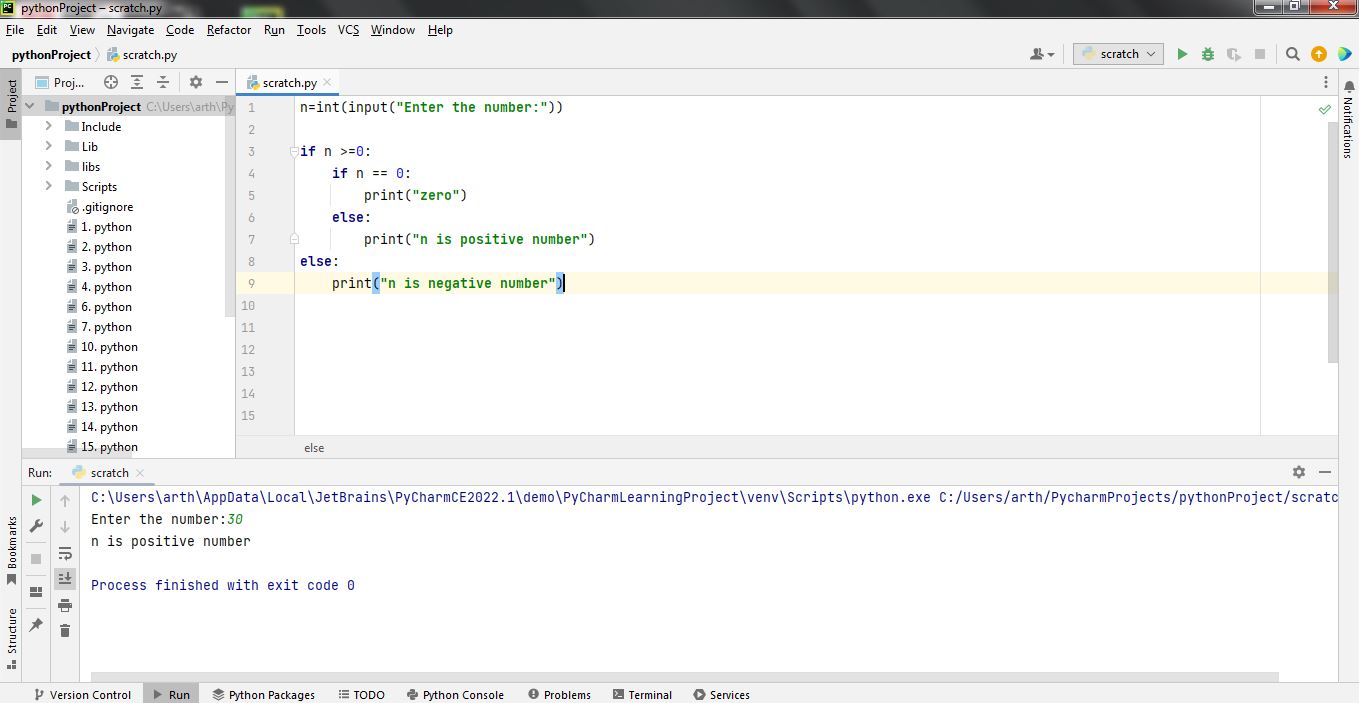 pythonProject – scratch.py
File Edit View Navigate Code Refactor Run Tools VCS Window Help
pythonProject scratch.py
scratch
Project
Proj...
scratch.py
pythonProject C:\Users\arth\Py
Include
Lib
libs
Scripts
.gitignore
1. python
2. python
3. python
4. python
6. python
7. python
10. python
11. python
12. python
13. python
14. python
15. python
1 n=int(input("Enter the number:"))
2
3 if n >=0:
4 if n == 0:
5 print("zero")
6 else:
7 print("n is positive number")
8 else:
9 print("n is negative number")
10
11
12
13
14
15
else
Notifications
Run: scratch
C:\Users\arth\AppData\Local\JetBrains\PyCharmCE2022.1\demo\PyCharmLearningProject\venv\Scripts\python.exe C:/Users/arth/PycharmProjects/pythonProject/scratc
Enter the number:30
n is positive number
Process finished with exit code 0
Bookmarks
Structure
Version Control Run Python Packages TODO Python Console Problems Terminal Services